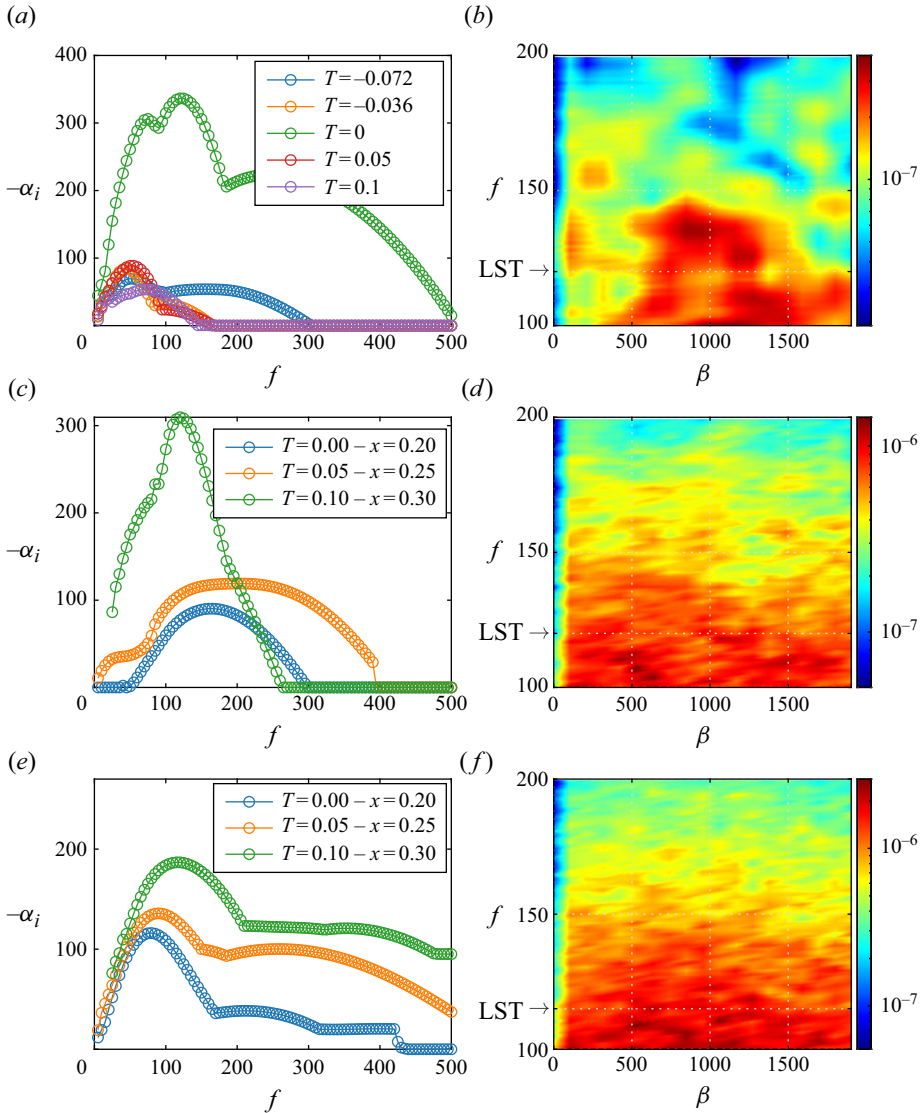 (a)
400
300
200
100
0
−α_i
100
200
300
400
500
f
T = –0.072
T = –0.036
T = 0
T = 0.05
T = 0.1
(b)
200
150
100
f
LST
0
500
1000
1500
β
10^−7
(c)
300
200
100
0
−α_i
100
200
300
400
500
f
T = 0.00 – x = 0.20
T = 0.05 – x = 0.25
T = 0.10 – x = 0.30
(d)
200
150
100
f
LST
0
500
1000
1500
β
10^−6
10^−7
(e)
200
100
0
−α_i
100
200
300
400
500
f
T = 0.00 – x = 0.20
T = 0.05 – x = 0.25
T = 0.10 – x = 0.30
(f)
200
150
100
f
LST
0
500
1000
1500
β
10^−6
10^−7